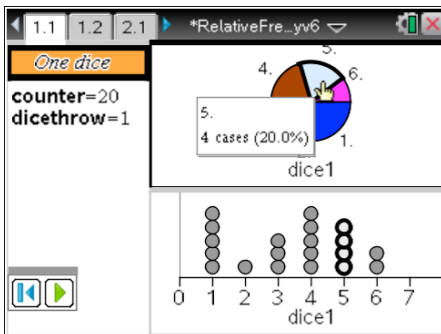 1.1 1.2 2.1 *RelativeFre...yv6
One dice
counter=20
dicethrow=1
5.
4.
6.
5.
4 cases (20.0%)
1.
dice1
0 1 2 3 4 5 6 7
dice1